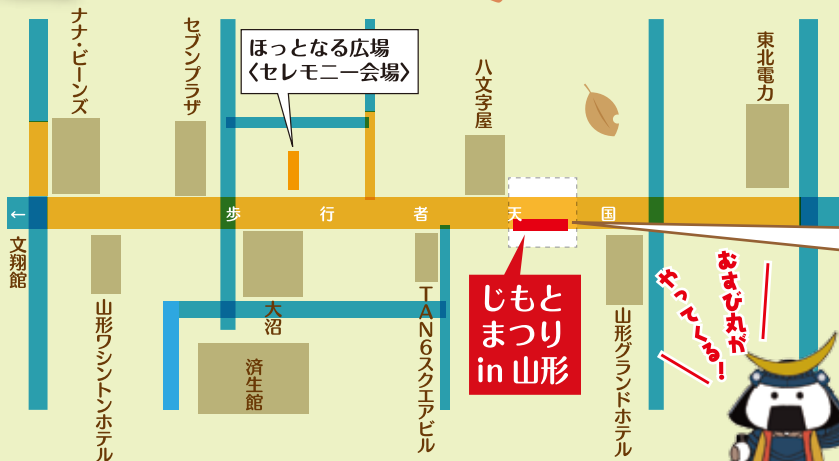 ナナ・ビーンズ
セブンプラザ
ほっとなる広場
〈セレモニー会場〉
八文字屋
東北電力
←
歩行者天国
文翔館
山形ワシントンホテル
大沼
済生館
TAN6スクエアビル
じもと
まつり
in 山形
山形グランドホテル
むすび丸が
やってくる!